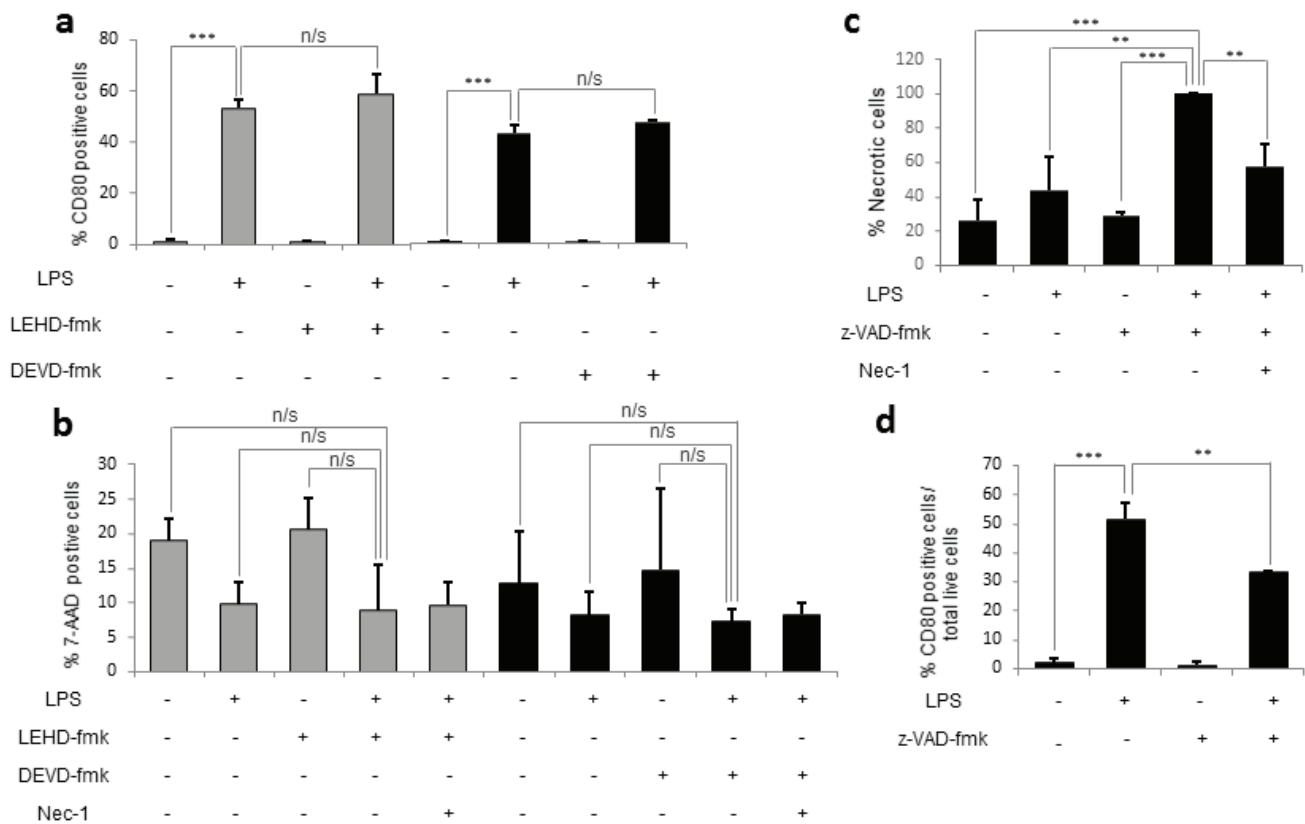 a
% CD80 positive cells
80
60
40
20
0
*** n/s *** n/s
LPS - + - + - + - +
LEHD-fmk - - + + - - - -
DEVD-fmk - - - - - - + +
b
% 7-AAD postive cells
30
25
20
15
10
5
0
n/s n/s
n/s n/s
n/s n/s
LPS - + - + + - + - + +
LEHD-fmk - - + + + - - - - -
DEVD-fmk - - - - - - - + + +
Nec-1 - - - - + - - - - +
c
% Necrotic cells
120
100
80
60
40
20
0
***
**
*** **
LPS - + - + +
z-VAD-fmk - - + + +
Nec-1 - - - - +
d
% CD80 positive cells/
total live cells
70
60
50
40
30
20
10
0
*** **
LPS - + - +
z-VAD-fmk - - + +